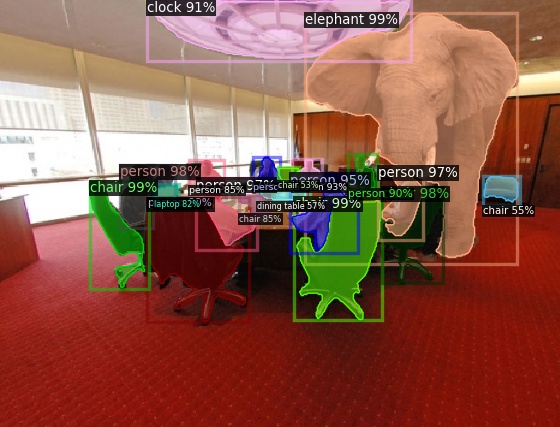 clock 91%
elephant 99%
person 98%
person 97%
person 95%
chair 99%
person 85%
chair 53%
n 93%
person 90%
98%
laptop 82%
dining table 57%
99%
chair 85%
chair 55%